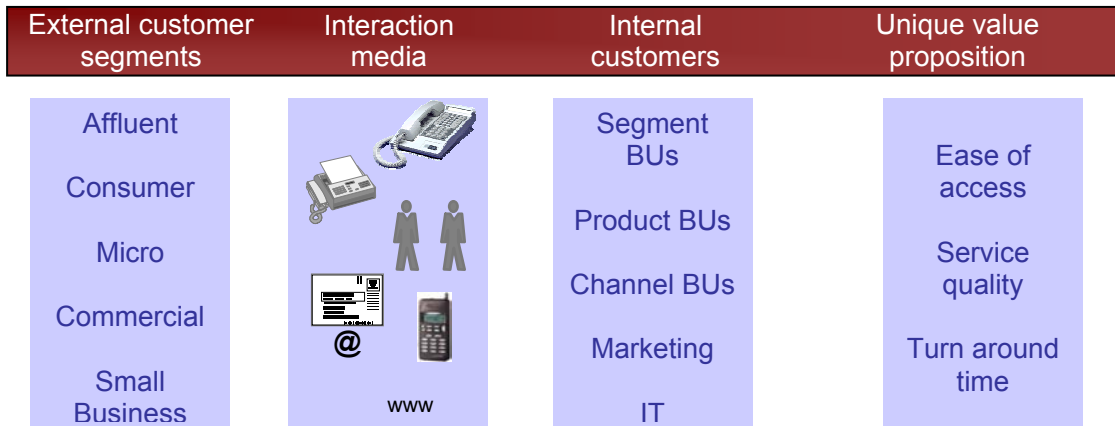 External customer
segments
Interaction
media
Internal
customers
Unique value
proposition
Affluent
Consumer
Micro
Commercial
Small
Business
@
www
Segment
BUs
Product BUs
Channel BUs
Marketing
IT
Ease of
access
Service
quality
Turn around
time